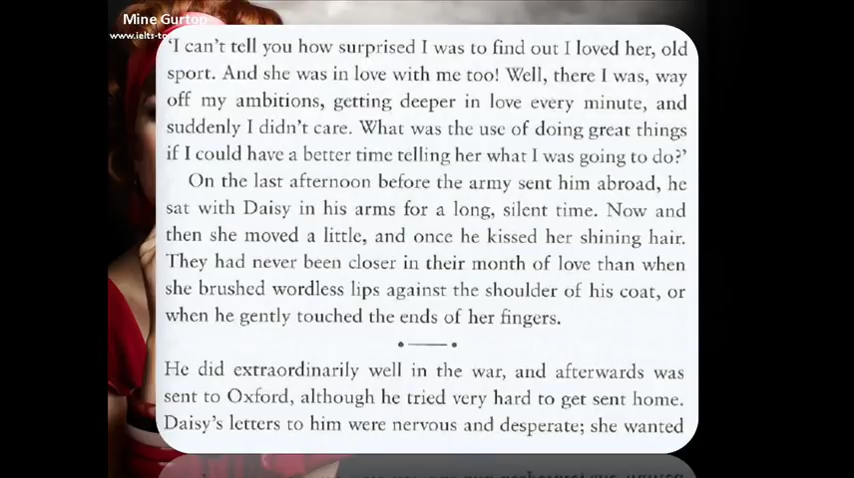 Mine Gurtop
www.ielts-to
‘I can’t tell you how surprised I was to find out I loved her, old
sport. And she was in love with me too! Well, there I was, way
off my ambitions, getting deeper in love every minute, and
suddenly I didn’t care. What was the use of doing great things
if I could have a better time telling her what I was going to do?’
On the last afternoon before the army sent him abroad, he
sat with Daisy in his arms for a long, silent time. Now and
then she moved a little, and once he kissed her shining hair.
They had never been closer in their month of love than when
she brushed wordless lips against the shoulder of his coat, or
when he gently touched the ends of her fingers.
He did extraordinarily well in the war, and afterwards was
sent to Oxford, although he tried very hard to get sent home.
Daisy’s letters to him were nervous and desperate; she wanted